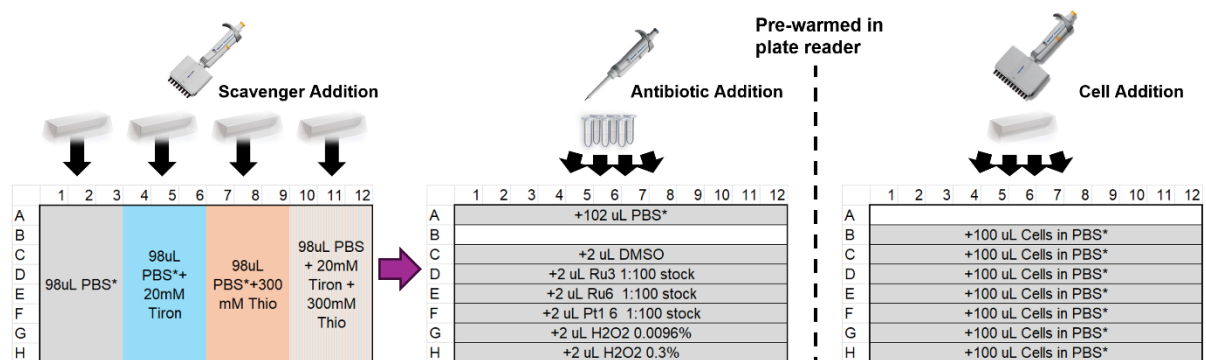 Pre-warmed in
plate reader
Scavenger Addition
Antibiotic Addition
Cell Addition
1 2 3 4 5 6 7 8 9 10 11 12
A
B
C
D
E
F
G
H
98uL PBS*
98uL
PBS*+
20mM
Tiron
98uL
PBS*+300
mM Thio
98uL PBS
+ 20mM
Tiron +
300mM
Thio
1 2 3 4 5 6 7 8 9 10 11 12
A +102 uL PBS*
B
C +2 uL DMSO
D +2 uL Ru3 1:100 stock
E +2 uL Ru6 1:100 stock
F +2 uL Pt1 6 1:100 stock
G +2 uL H2O2 0.0096%
H +2 uL H2O2 0.3%
1 2 3 4 5 6 7 8 9 10 11 12
A
B +100 uL Cells in PBS*
C +100 uL Cells in PBS*
D +100 uL Cells in PBS*
E +100 uL Cells in PBS*
F +100 uL Cells in PBS*
G +100 uL Cells in PBS*
H +100 uL Cells in PBS*